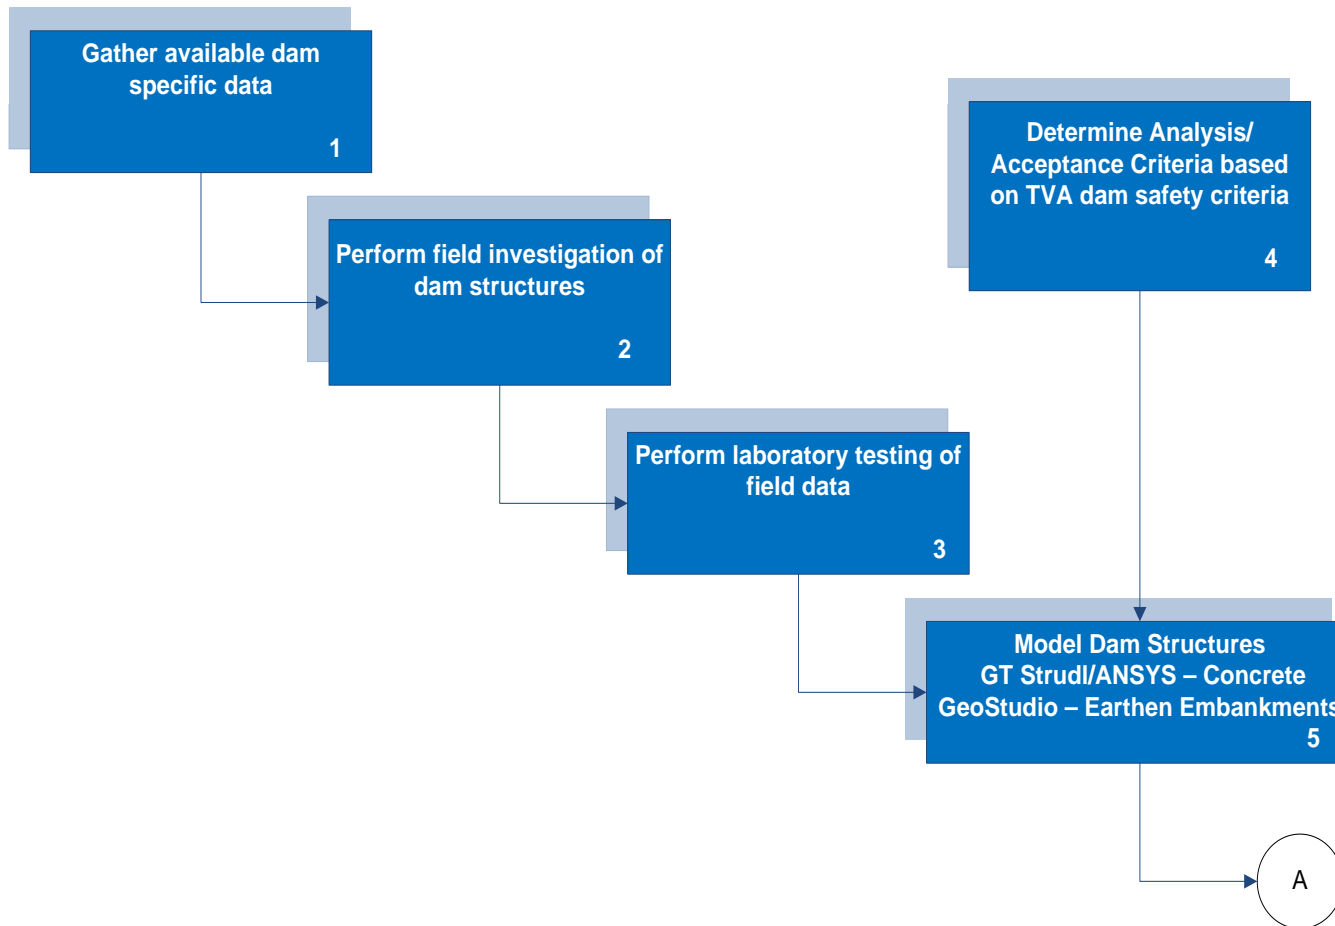 Gather available dam
specific data
1
Perform field investigation of
dam structures
2
Perform laboratory testing of
field data
3
Determine Analysis/
Acceptance Criteria based
on TVA dam safety criteria
4
Model Dam Structures
GT Strudl/ANSYS – Concrete
GeoStudio – Earthen Embankments
5
A